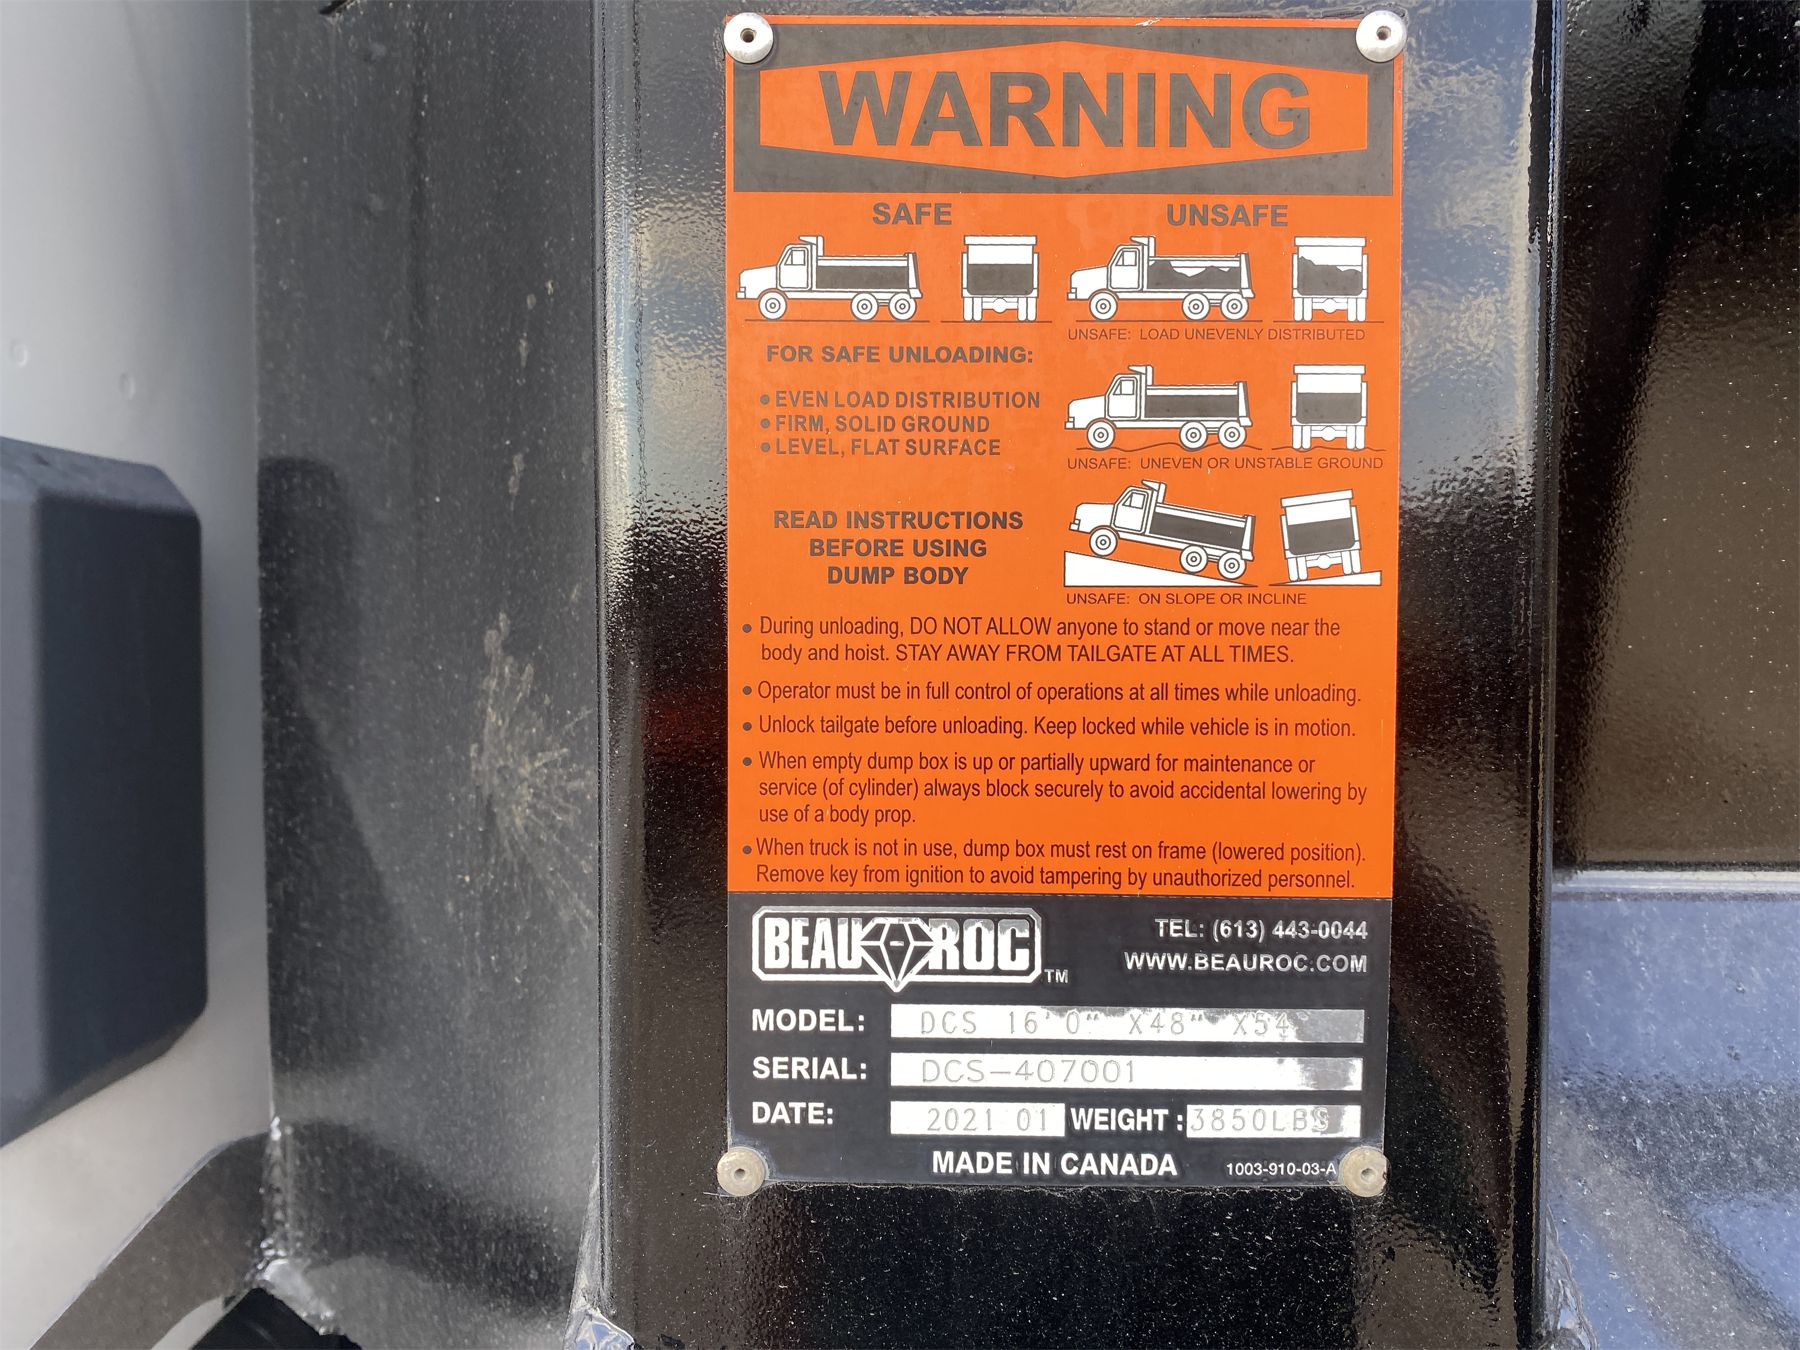 WARNING
SAFE
UNSAFE
UNSAFE: LOAD UNEVENLY DISTRIBUTED
FOR SAFE UNLOADING:
• EVEN LOAD DISTRIBUTION
• FIRM, SOLID GROUND
• LEVEL, FLAT SURFACE
UNSAFE: UNEVEN OR UNSTABLE GROUND
READ INSTRUCTIONS
BEFORE USING
DUMP BODY
UNSAFE: ON SLOPE OR INCLINE
• During unloading, DO NOT ALLOW anyone to stand or move near the
body and hoist. STAY AWAY FROM TAILGATE AT ALL TIMES.
• Operator must be in full control of operations at all times while unloading.
• Unlock tailgate before unloading. Keep locked while vehicle is in motion.
• When empty dump box is up or partially upward for maintenance or
service (of cylinder) always block securely to avoid accidental lowering by
use of a body prop.
• When truck is not in use, dump box must rest on frame (lowered position).
Remove key from ignition to avoid tampering by unauthorized personnel.
BEAU ROC TM
TEL: (613) 443-0044
WWW.BEAUROC.COM
MODEL: DCS 16' 0" X48" X54
SERIAL: DCS-407001
DATE: 2021 01 WEIGHT: 3850LBS
MADE IN CANADA 1003-910-03-A